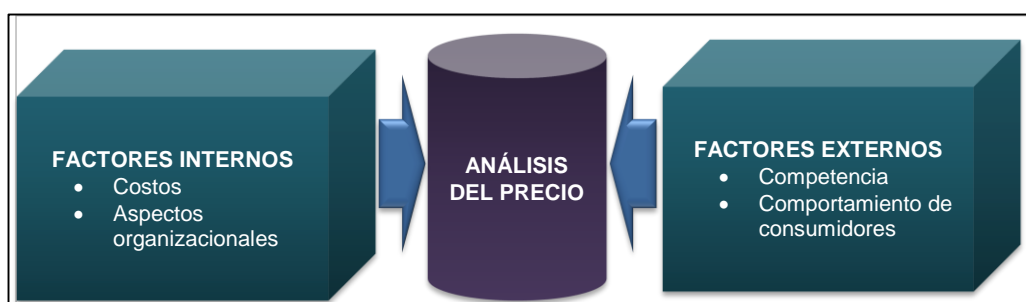 FACTORES INTERNOS
• Costos
• Aspectos
organizacionales
ANÁLISIS
DEL PRECIO
FACTORES EXTERNOS
• Competencia
• Comportamiento de
consumidores